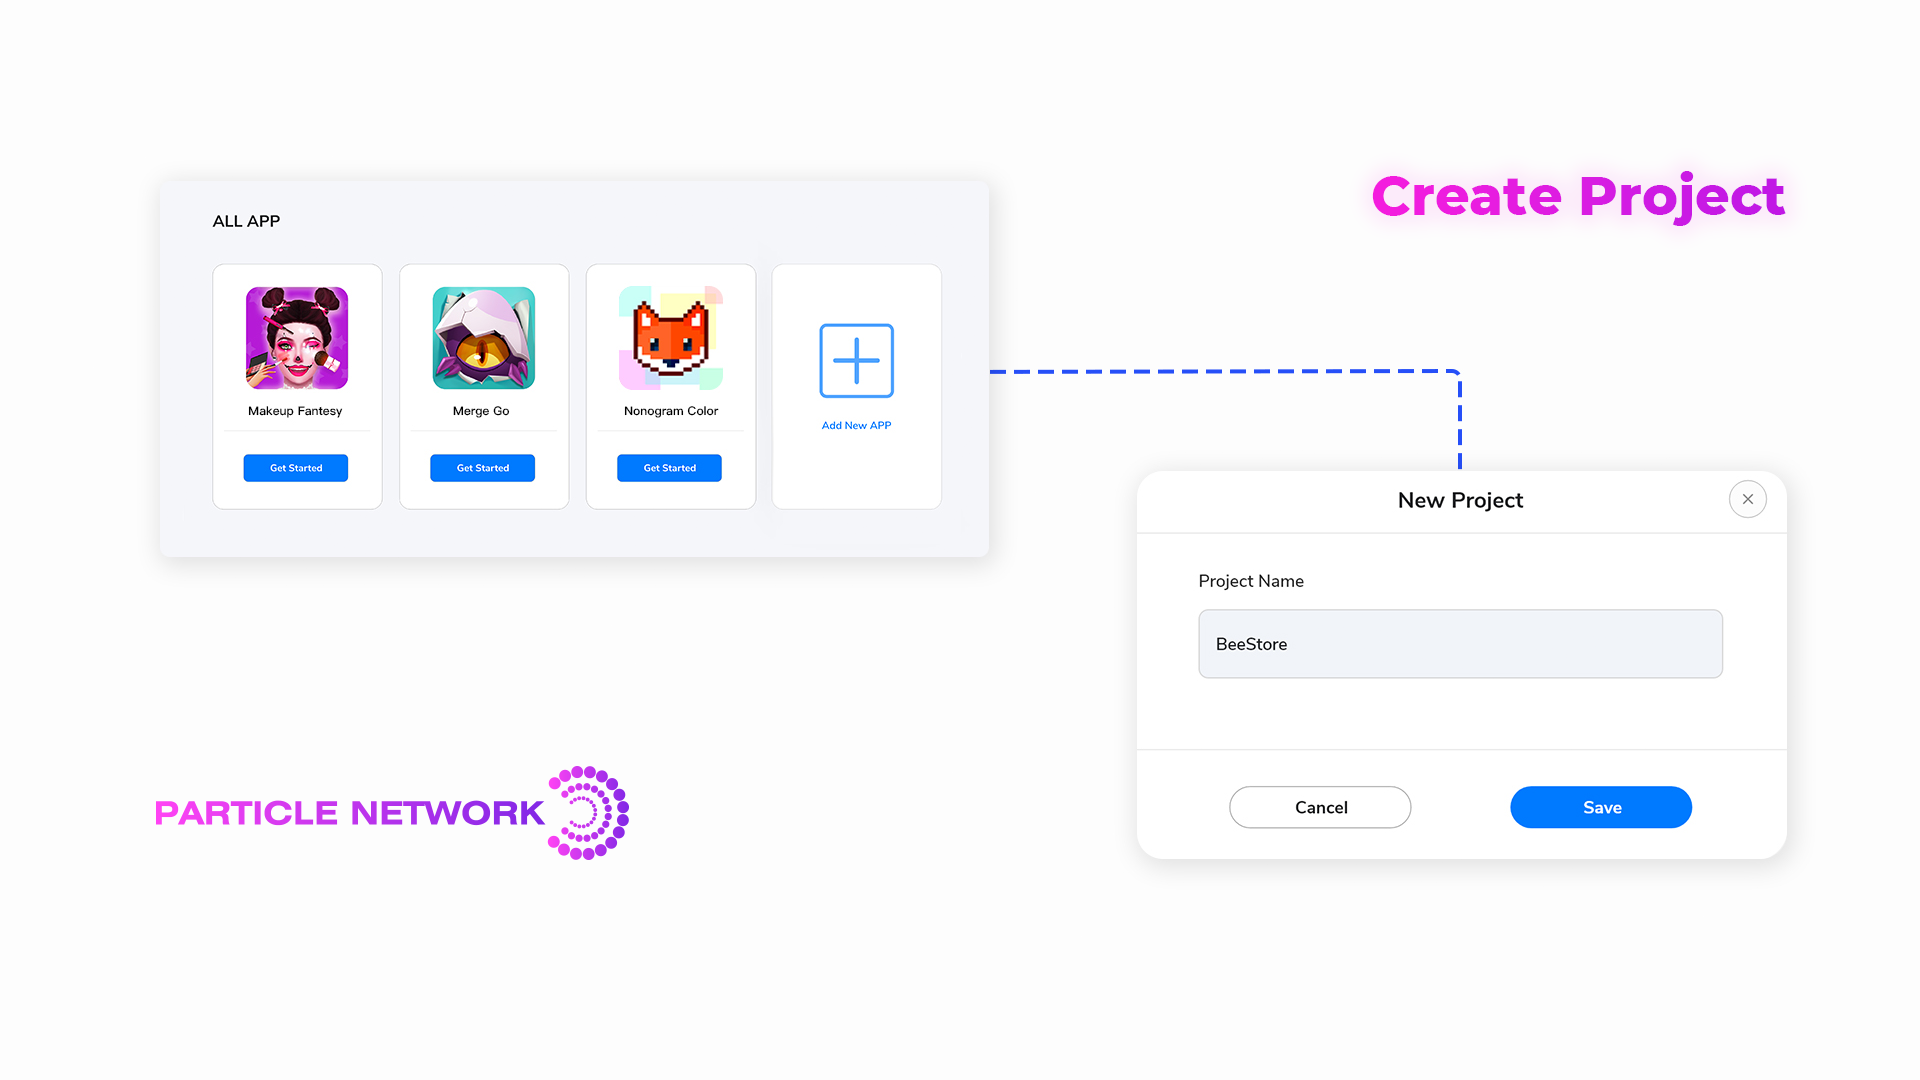 Create Project
ALL APP
Makeup Fantesy
Merge Go
Nonogram Color
Add New APP
Get Started
Get Started
Get Started
New Project
Project Name
BeeStore
Cancel
Save
PARTICLE NETWORK